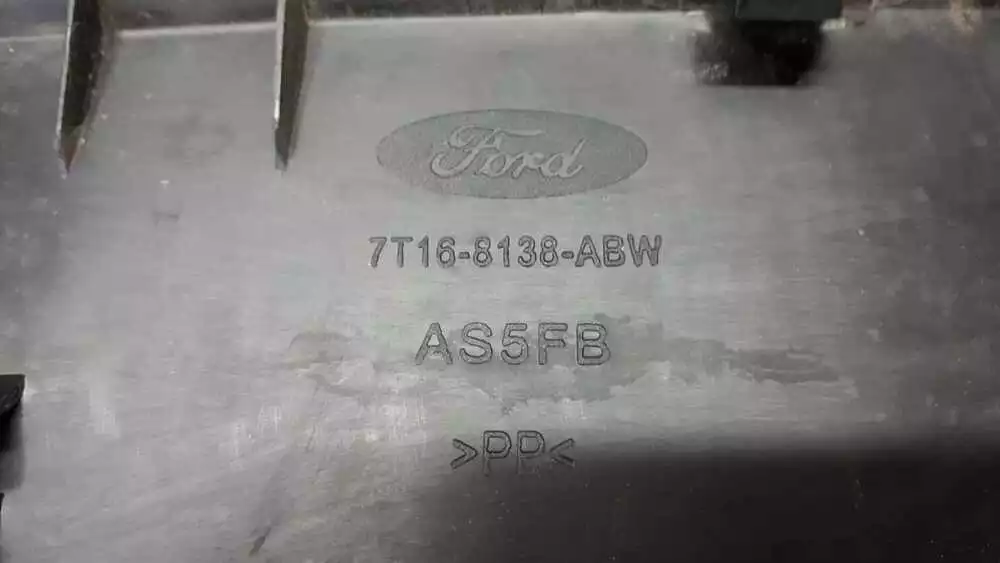 Ford
7T16-8138-ABW
AS5FB
>PP<